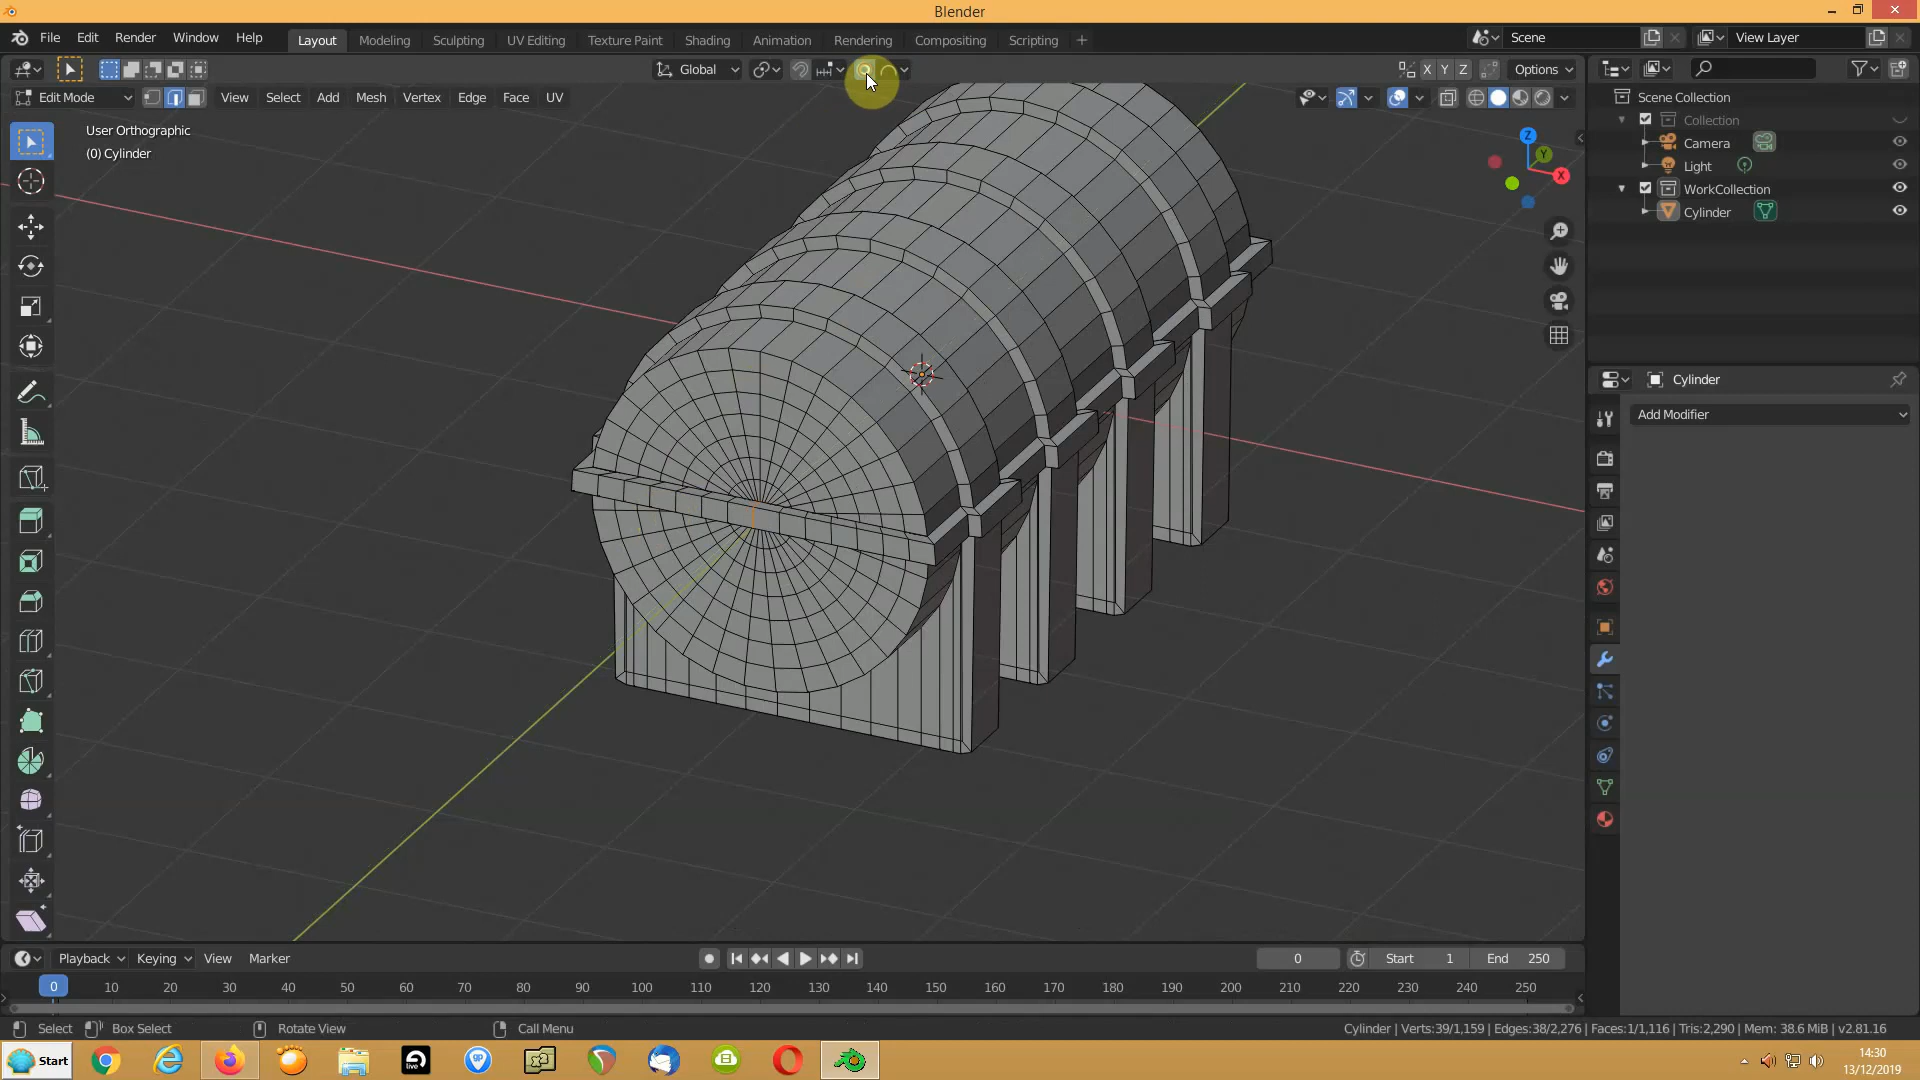 Blender
File Edit Render Window Help Layout Modeling Sculpting UV Editing Texture Paint Shading Animation Rendering Compositing Scripting + Scene View Layer
Global X Y Z Options
Edit Mode View Select Add Mesh Vertex Edge Face UV
User Orthographic
(0) Cylinder
Z
Y
X
Scene Collection
Collection
Camera
Light
WorkCollection
Cylinder
Cylinder
Add Modifier
Playback Keying View Marker 0 Start 1 End 250
0 10 20 30 40 50 60 70 80 90 100 110 120 130 140 150 160 170 180 190 200 210 220 230 240 250
Select Box Select Rotate View Call Menu Cylinder | Verts:39/1,159 | Edges:38/2,276 | Faces:1/1,116 | Tris:2,290 | Mem: 38.6 MiB | v2.81.16
Start live gp 14:30
13/12/2019